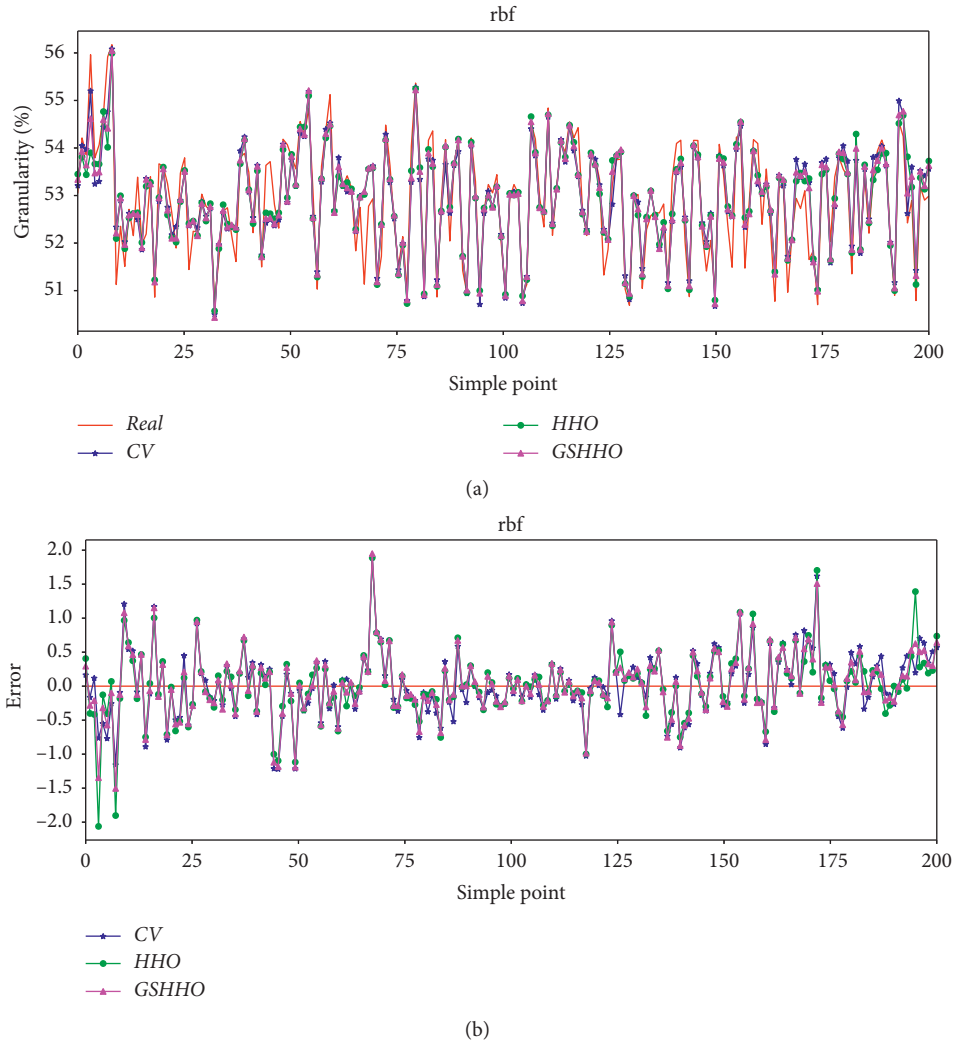 rbf
56
55
54
53
52
51
Granularity (%)
0 25 50 75 100 125 150 175 200
Simple point
Real HHO
CV GSHHO
(a)
rbf
2.0
1.5
1.0
0.5
0.0
−0.5
−1.0
−1.5
−2.0
Error
0 25 50 75 100 125 150 175 200
Simple point
CV
HHO
GSHHO
(b)